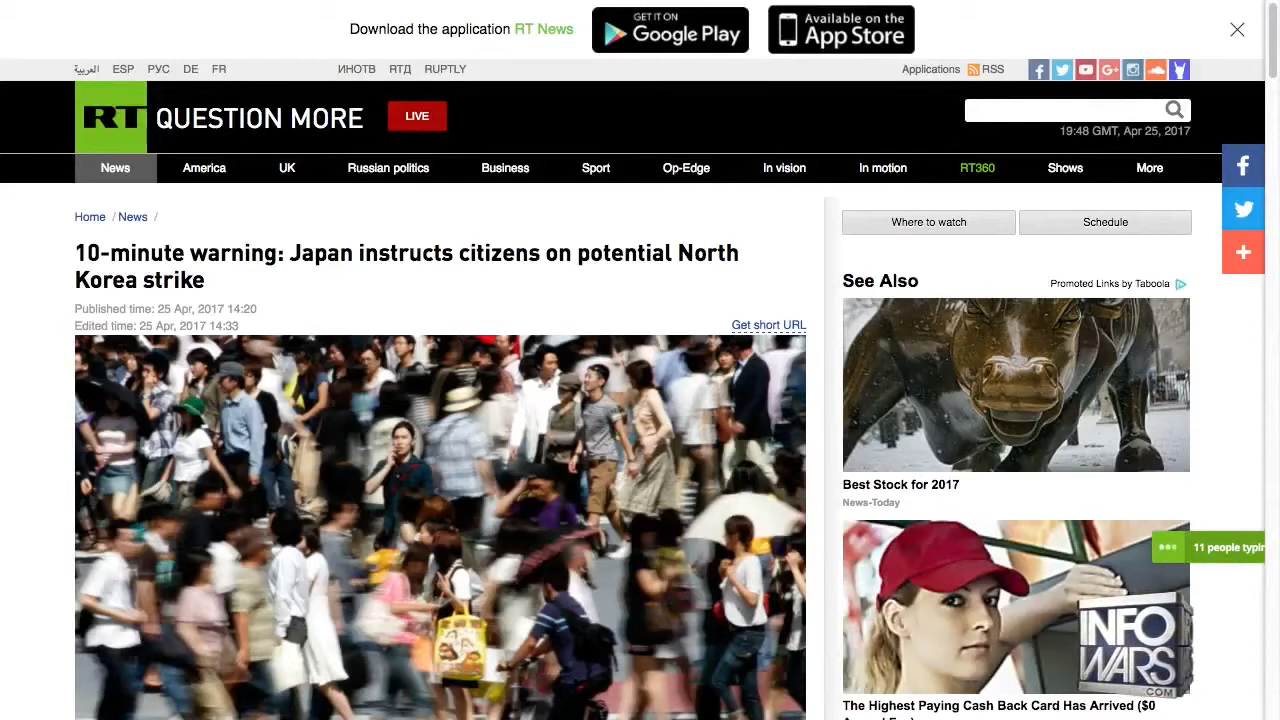 Download the application RT News
GET IT ON
Google Play
Available on the
App Store
العربية ESP РУС DE FR ИНОТВ РТД RUPTLY
Applications RSS
RT QUESTION MORE LIVE
19:48 GMT, Apr 25, 2017
News America UK Russian politics Business Sport Op-Edge In vision In motion RT360 Shows More
Home / News /
10-minute warning: Japan instructs citizens on potential North
Korea strike
Published time: 25 Apr, 2017 14:20
Edited time: 25 Apr, 2017 14:33
Get short URL
Where to watch
Schedule
See Also
Promoted Links by Taboola
Best Stock for 2017
News-Today
11 people typin
INFO
WARS
.COM
The Highest Paying Cash Back Card Has Arrived ($0